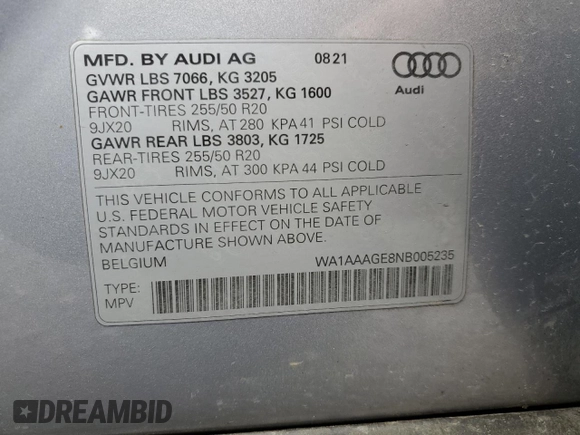 MFD. BY AUDI AG 08 21
GVWR LBS 7066, KG 3205
GAWR FRONT LBS 3527, KG 1600
FRONT-TIRES 255/50 R20
9JX20 RIMS, AT 280 KPA 41 PSI COLD
GAWR REAR LBS 3803, KG 1725
REAR-TIRES 255/50 R20
9JX20 RIMS, AT 300 KPA 44 PSI COLD
Audi
THIS VEHICLE CONFORMS TO ALL APPLICABLE
U.S. FEDERAL MOTOR VEHICLE SAFETY
STANDARDS IN EFFECT ON THE DATE OF
MANUFACTURE SHOWN ABOVE.
BELGIUM WA1AAAGE8NB005235
TYPE:
MPV
DREAMBID